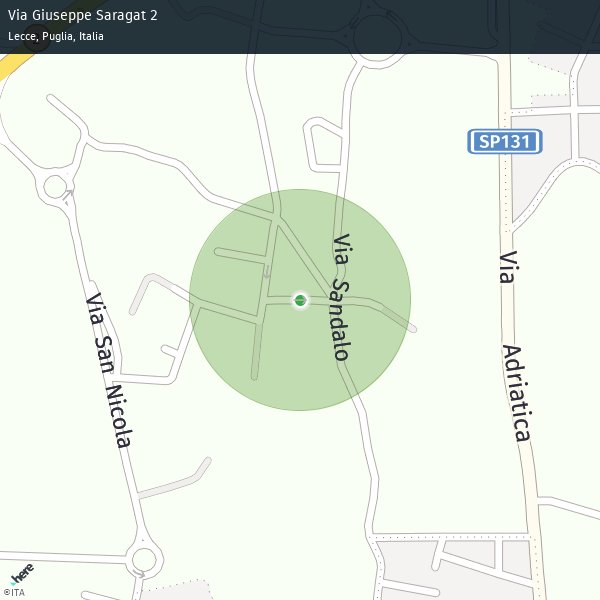 Via Giuseppe Saragat 2
Lecce, Puglia, Italia
SP131
Via Sandalo
Via Adriatica
Via San Nicola
here
©ITA